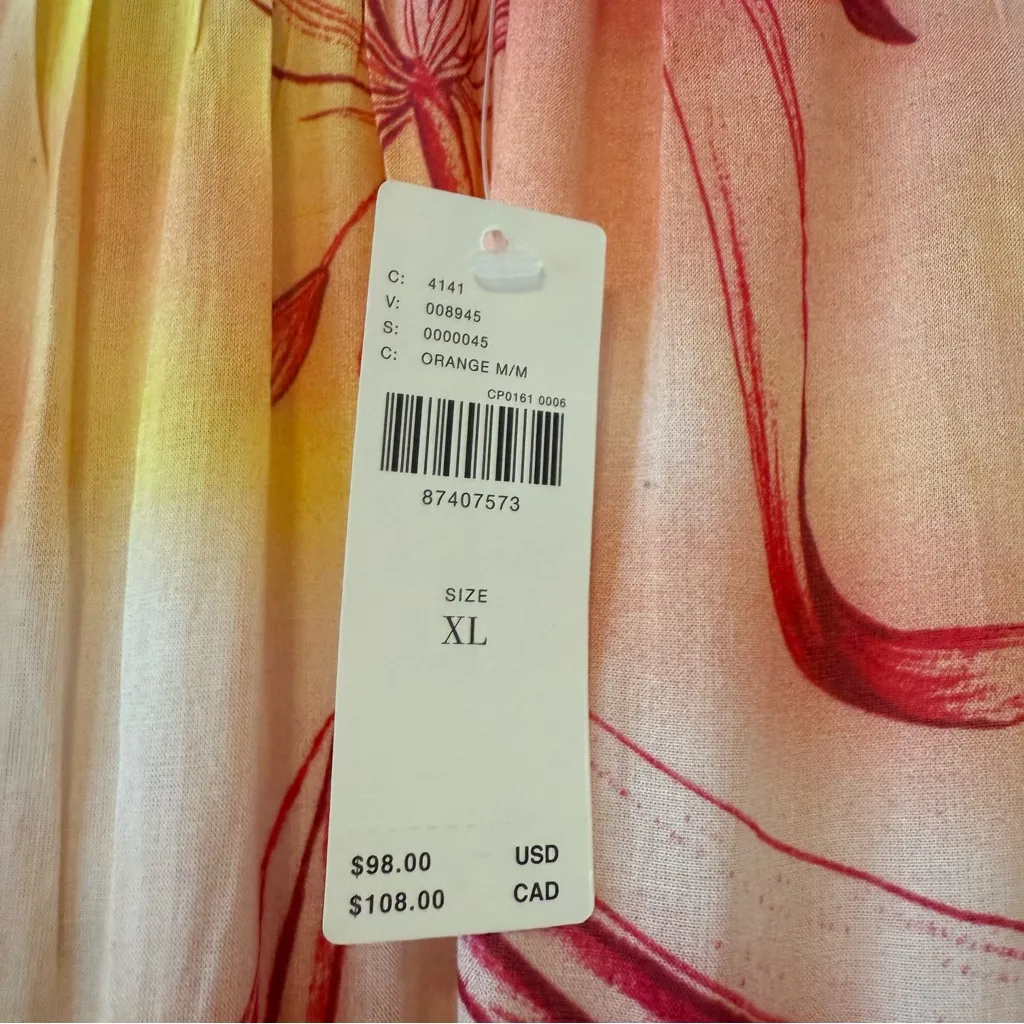 C: 4141
V: 008945
S: 0000045
C: ORANGE M/M
CP0161 0006
87407573
SIZE
XL
$98.00 USD
$108.00 CAD